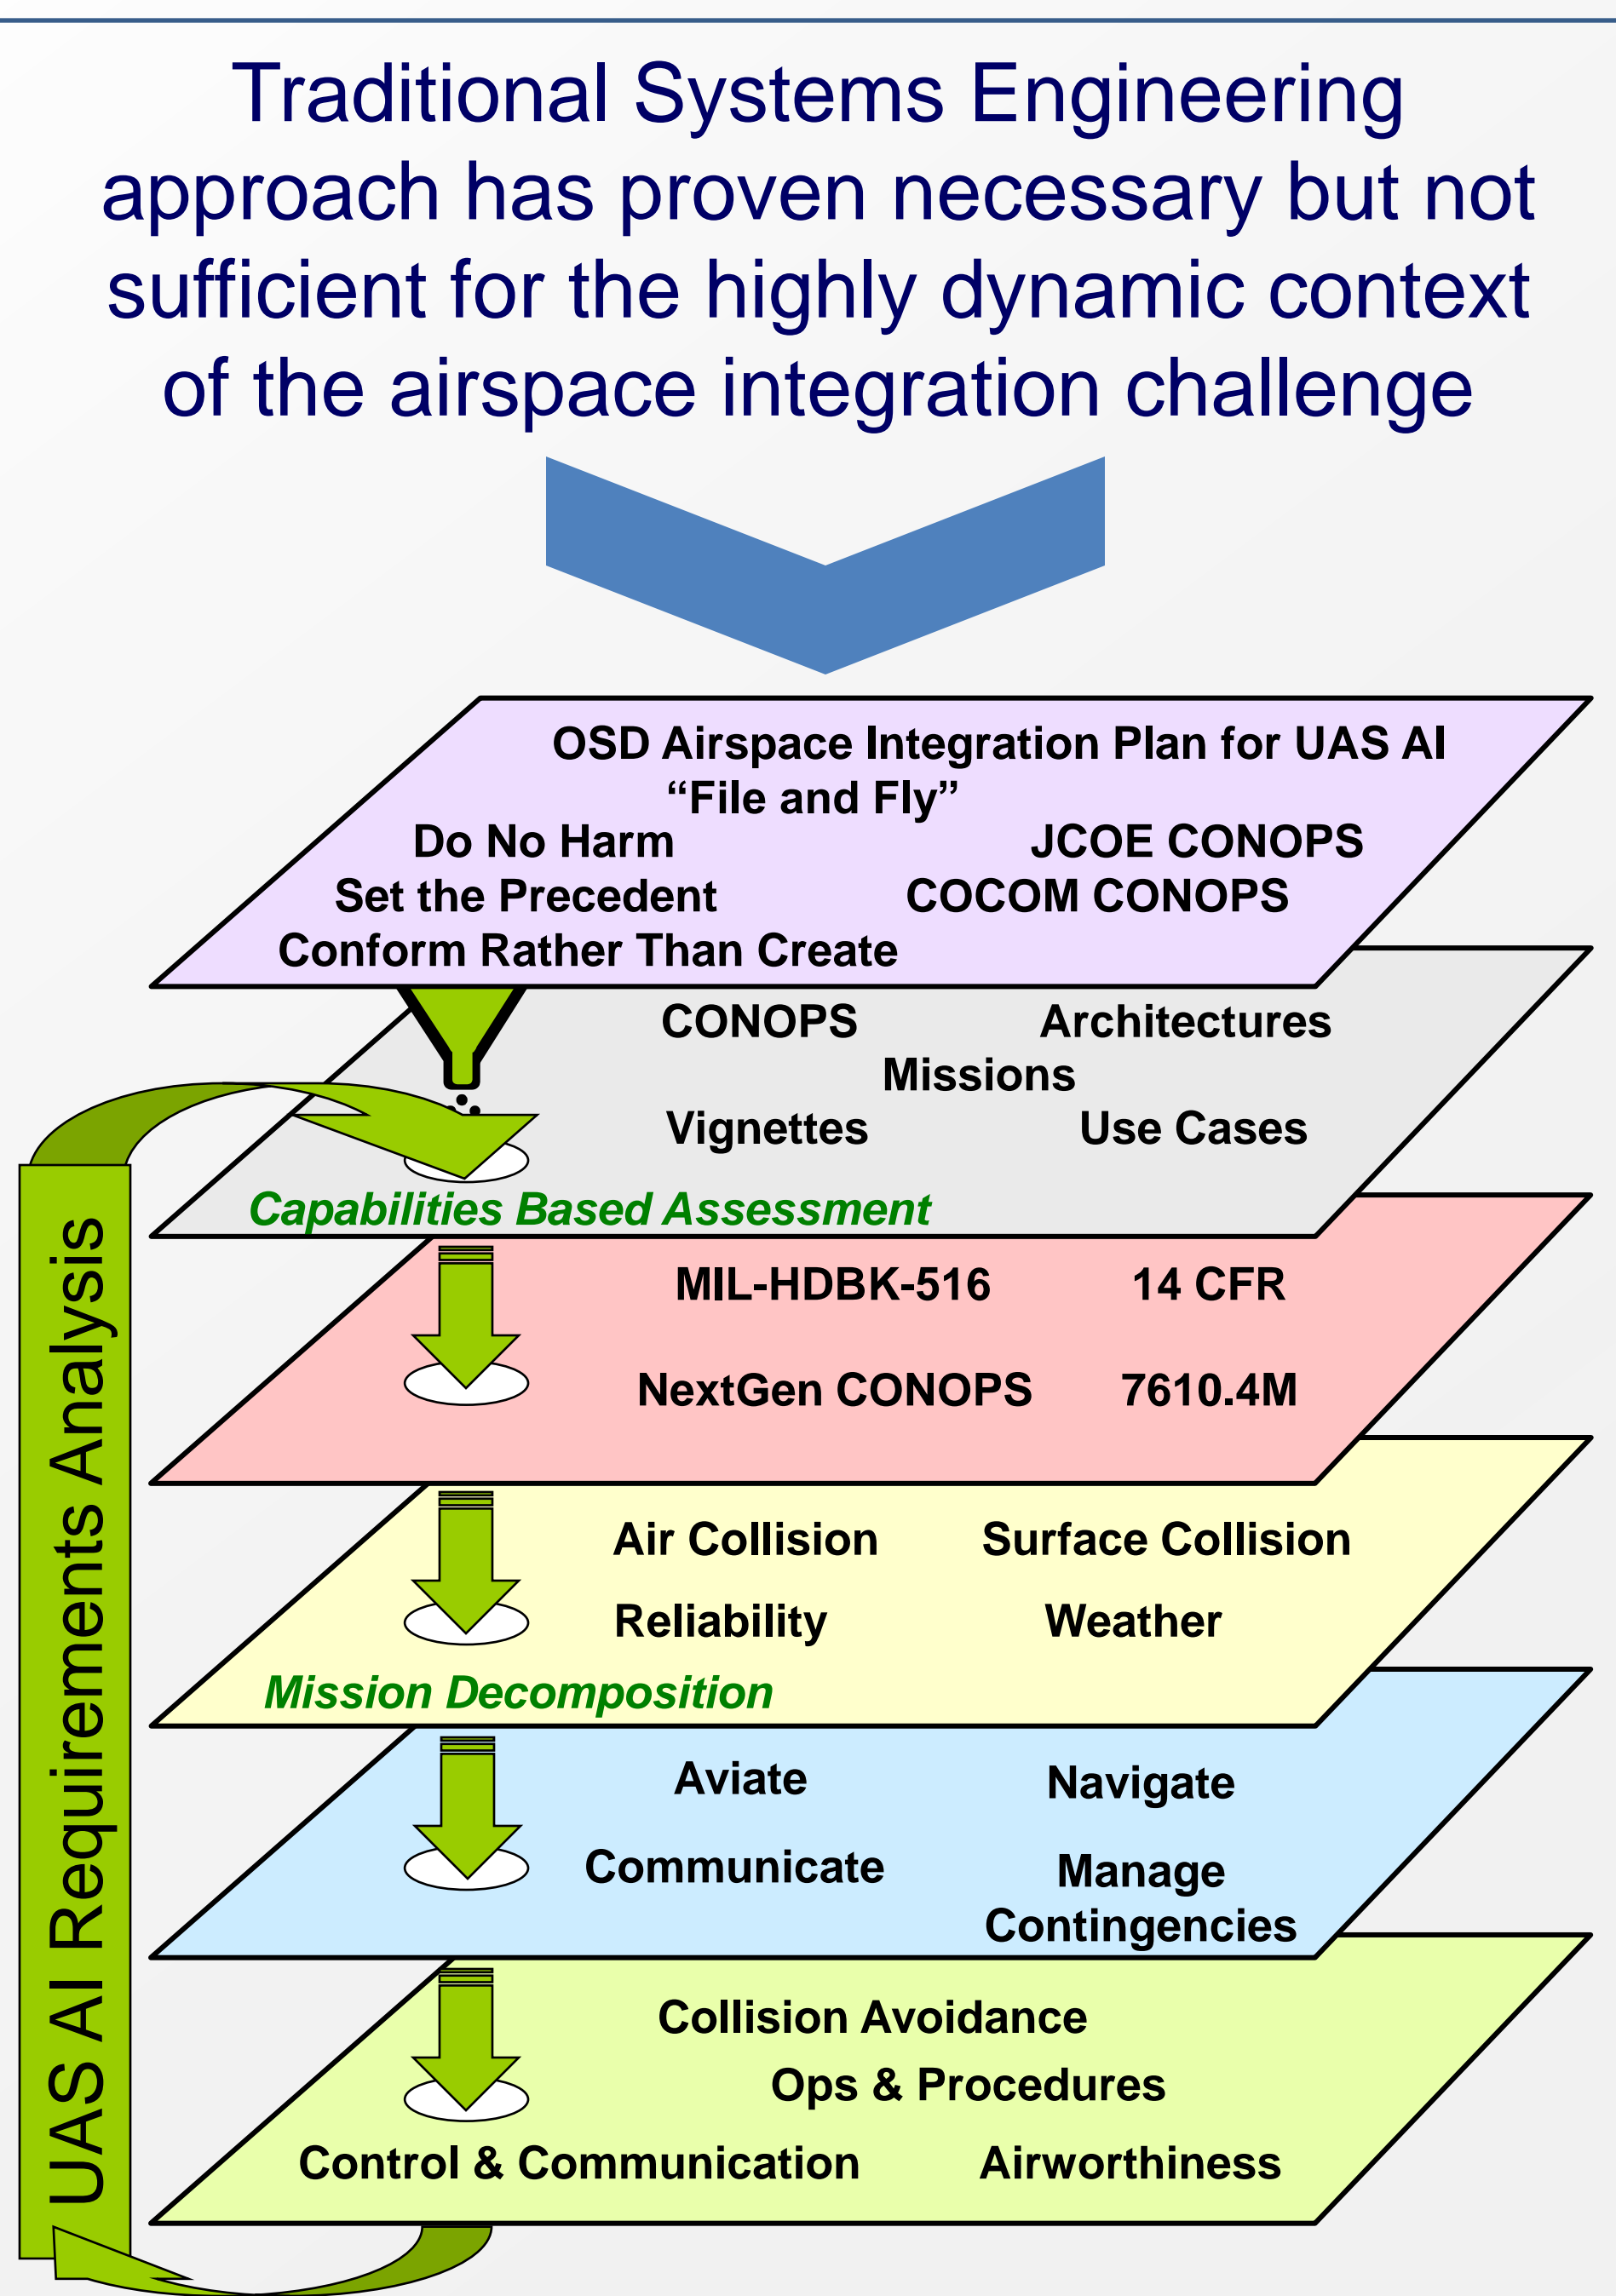 Traditional Systems Engineering
approach has proven necessary but not
sufficient for the highly dynamic context
of the airspace integration challenge
OSD Airspace Integration Plan for UAS AI
“File and Fly”
Do No Harm
JCOE CONOPS
Set the Precedent
COCOM CONOPS
Conform Rather Than Create
CONOPS
Architectures
Missions
Vignettes
Use Cases
Capabilities Based Assessment
MIL-HDBK-516
14 CFR
NextGen CONOPS
7610.4M
Air Collision
Surface Collision
Reliability
Weather
Mission Decomposition
Aviate
Navigate
Communicate
Manage
Contingencies
Collision Avoidance
Ops & Procedures
Control & Communication
Airworthiness
UAS AI Requirements Analysis